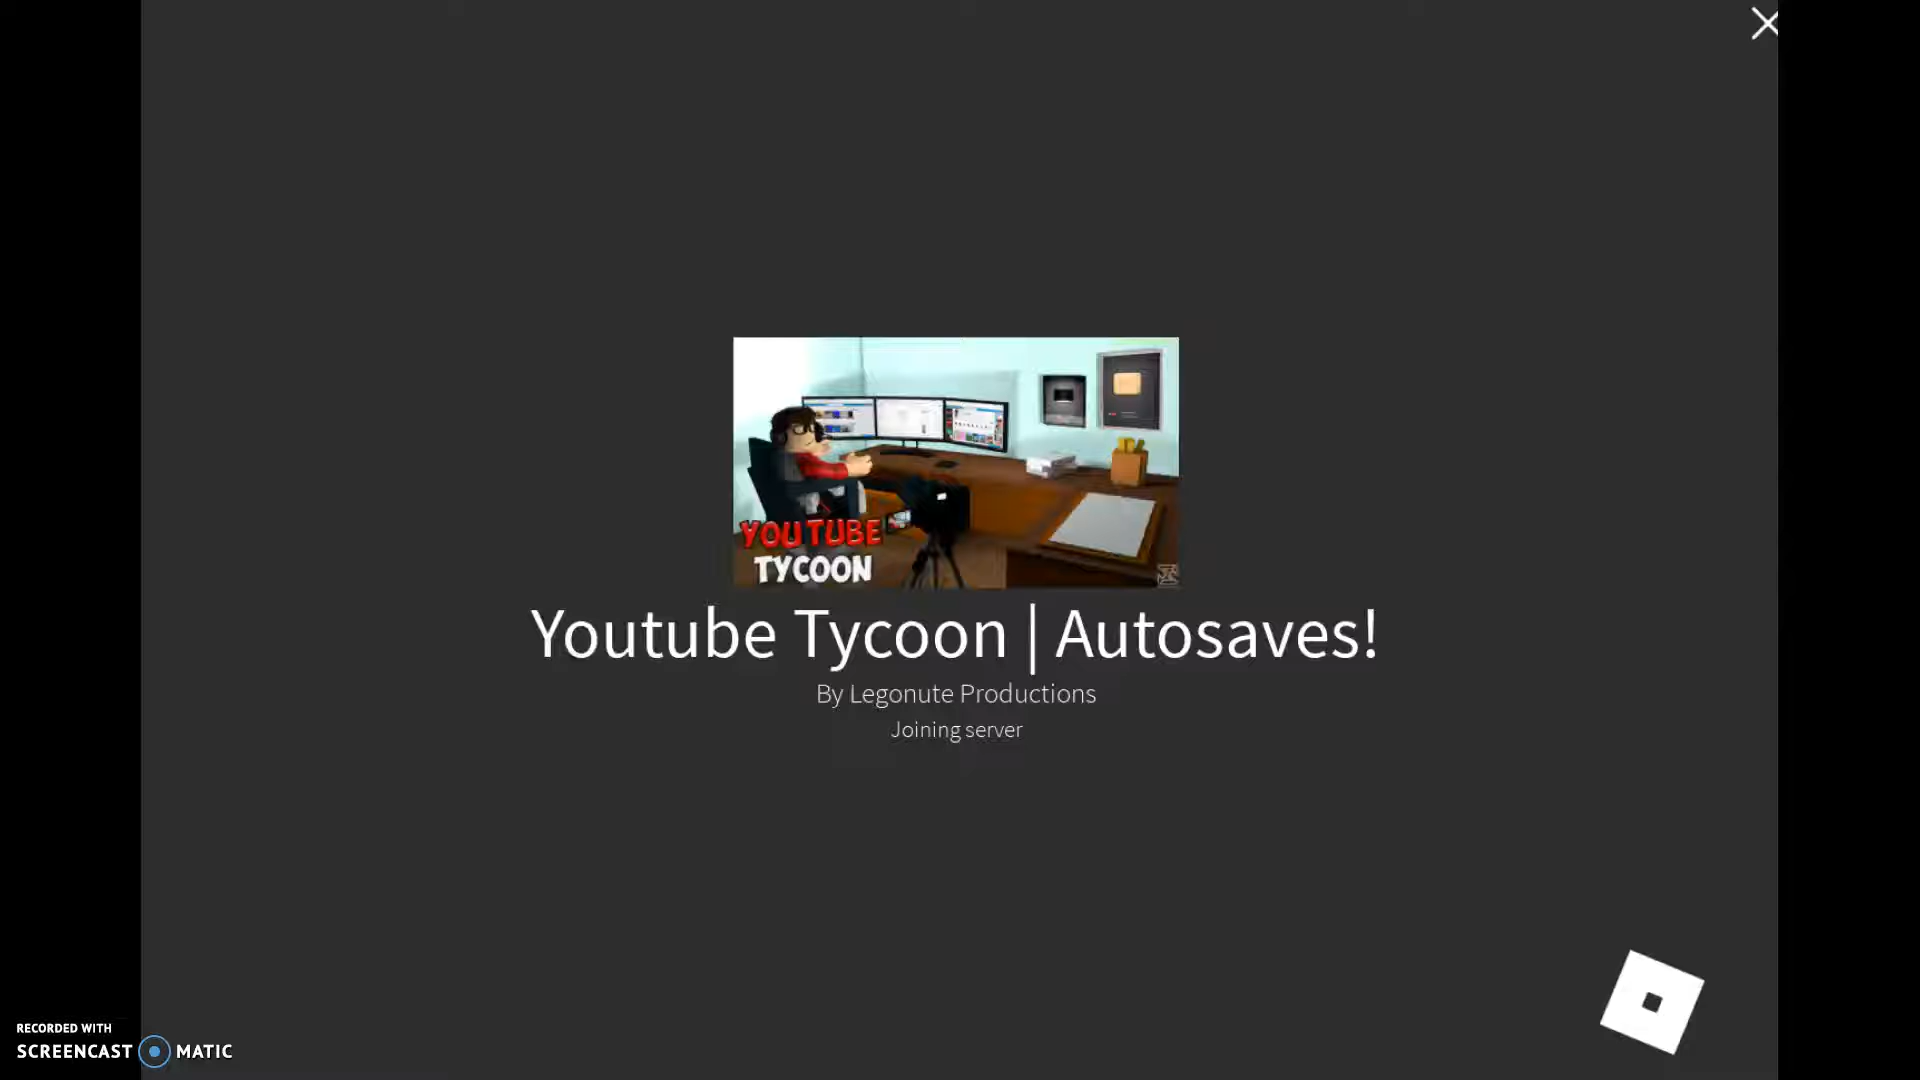 YOUTUBE
TYCOON
Youtube Tycoon | Autosaves!
By Legonute Productions
Joining server
RECORDED WITH
SCREENCAST MATIC